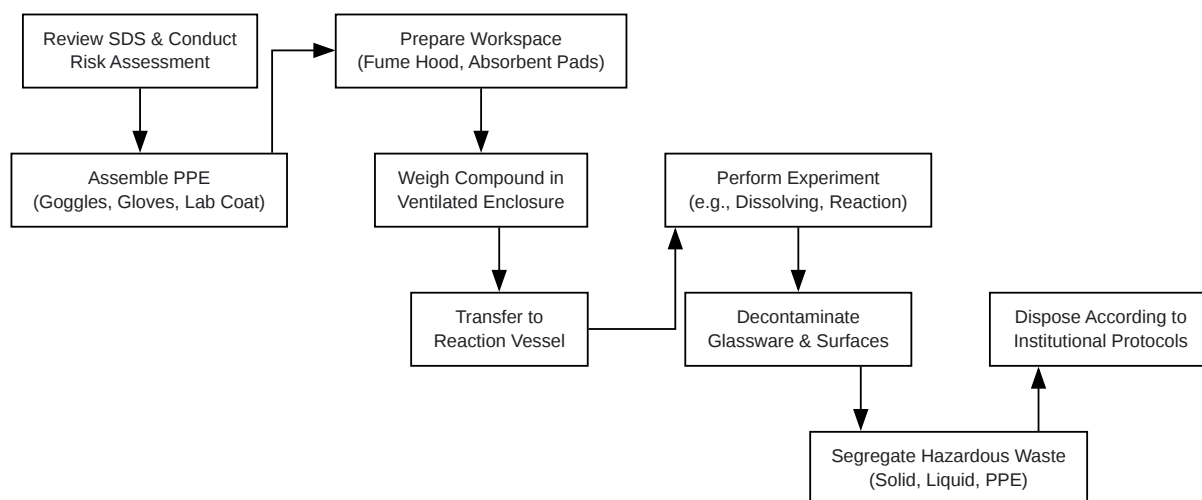 Review SDS & Conduct
Risk Assessment
Assemble PPE
(Goggles, Gloves, Lab Coat)
Prepare Workspace
(Fume Hood, Absorbent Pads)
Weigh Compound in
Ventilated Enclosure
Transfer to
Reaction Vessel
Perform Experiment
(e.g., Dissolving, Reaction)
Decontaminate
Glassware & Surfaces
Segregate Hazardous Waste
(Solid, Liquid, PPE)
Dispose According to
Institutional Protocols